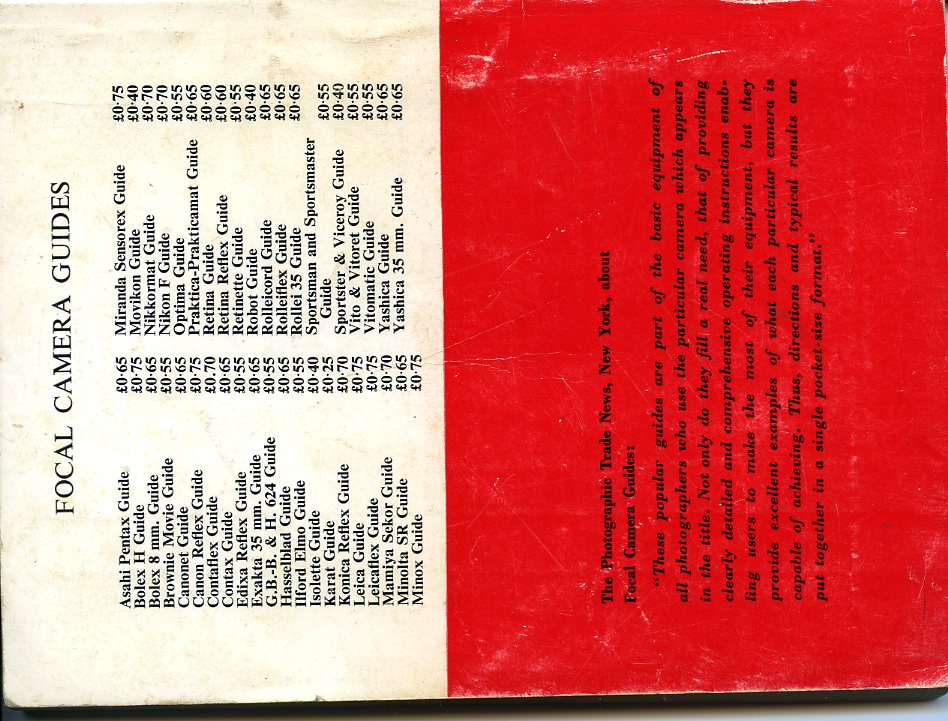 FOCAL CAMERA GUIDES
Asahi Pentax Guide £0·65
Bolex H Guide £0·75
Bolex 8 mm. Guide £0·65
Brownie Movie Guide £0·55
Canonet Guide £0·65
Canon Reflex Guide £0·75
Contaflex Guide £0·70
Contax Guide £0·65
Edixa Reflex Guide £0·55
Exakta 35 mm. Guide £0·65
G.B.-B. & H. 624 Guide £0·55
Hasselblad Guide £0·65
Ilford Elmo Guide £0·55
Isolette Guide £0·40
Karat Guide £0·25
Konica Reflex Guide £0·70
Leica Guide £0·75
Leicaflex Guide £0·75
Mamiya Sekor Guide £0·70
Minolta SR Guide £0·65
Minox Guide £0·75
Miranda Sensorex Guide £0·75
Movikon Guide £0·40
Nikkormat Guide £0·70
Nikon F Guide £0·70
Optima Guide £0·55
Praktica-Prakticamat Guide £0·65
Retina Guide £0·60
Retina Reflex Guide £0·60
Retinette Guide £0·55
Robot Guide £0·40
Rolleicord Guide £0·65
Rolleiflex Guide £0·65
Rollei 35 Guide £0·65
Sportsman and Sportsmaster
Guide £0·55
Sportster & Viceroy Guide £0·40
Vito & Vitoret Guide £0·55
Vitomatic Guide £0·55
Yashica Guide £0·65
Yashica 35 mm. Guide £0·65
The Photographic Trade News, New York, about
Focal Camera Guides:
"These popular guides are part of the basic equipment of
all photographers who use the particular camera which appears
in the title. Not only do they fill a real need, that of providing
clearly detailed and comprehensive operating instructions enab-
ling users to make the most of their equipment, but they
provide excellent examples of what each particular camera is
capable of achieving. Thus, directions and typical results are
put together in a single pocket-size format."